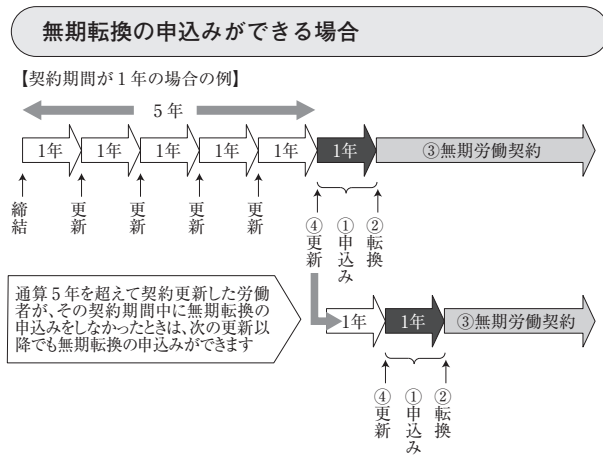 無期転換の申込みができる場合
【契約期間が1年の場合の例】
5年
1年 1年 1年 1年 1年 1年 ③無期労働契約
締結
更新
更新
更新
更新
④更新
①申込み
②転換
通算5年を超えて契約更新した労働
者が、その契約期間中に無期転換の
申込みをしなかったときは、次の更新以
降でも無期転換の申込みができます
1年 1年 ③無期労働契約
④更新
①申込み
②転換